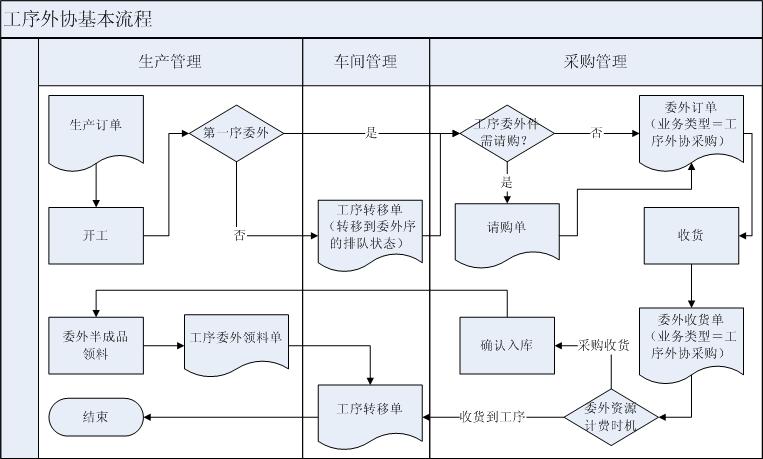 工序外协基本流程
生产管理
车间管理
采购管理
生产订单
第一序委外
是
工序委外件
需请购？
否
委外订单
（业务类型＝工
序外协采购）
是
开工
否
工序转移单
（转移到委外序
的排队状态）
请购单
收货
委外半成品
领料
工序委外领料单
确认入库
采购收货
委外收货单
（业务类型＝工
序外协采购）
结束
工序转移单
收货到工序
委外资源
计费时机